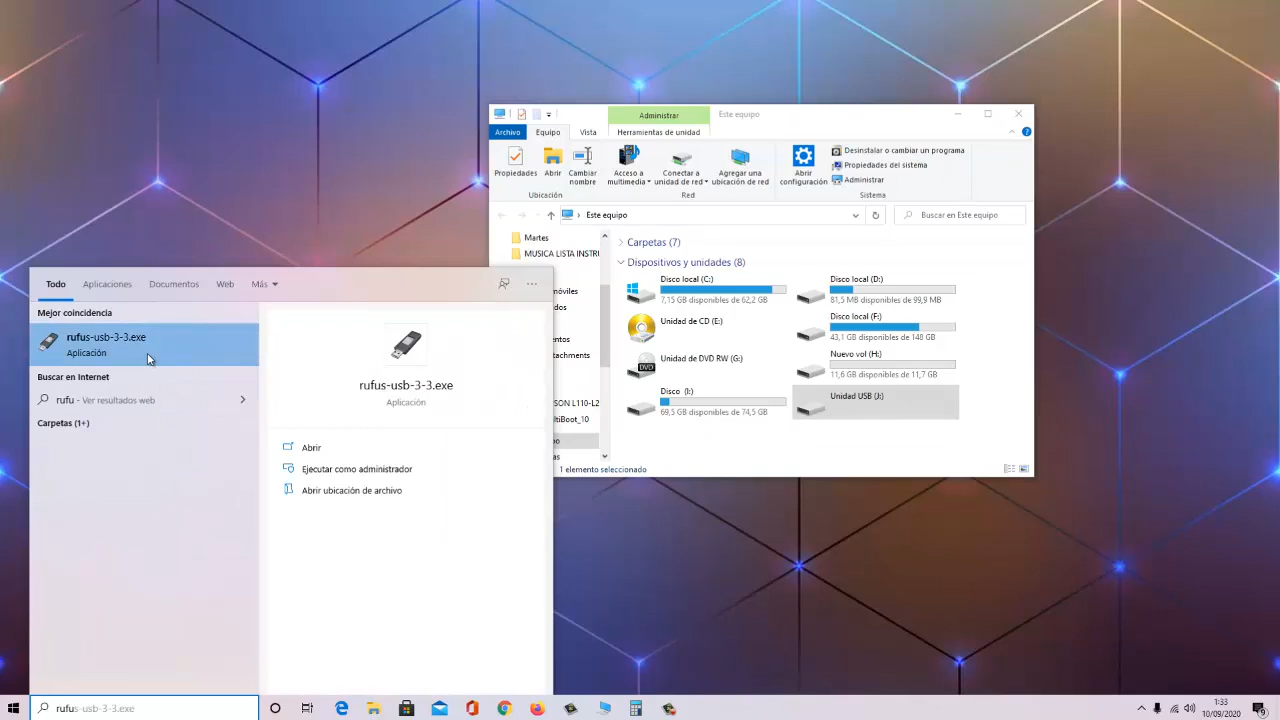 Administrar
Este equipo
Archivo
Equipo
Vista
Herramientas de unidad
Propiedades
Abrir
Cambiar
nombre
Acceso a
multimedia
Conectar a
unidad de red
Agregar una
ubicación de red
Abrir
configuración
Desinstalar o cambiar un programa
Propiedades del sistema
Administrar
Ubicación
Red
Sistema
Este equipo
Buscar en Este equipo
Martes
MUSICA LISTA INSTRU
Carpetas (7)
Dispositivos y unidades (8)
Disco local (C:)
7,15 GB disponibles de 62,2 GB
Disco local (D:)
81,5 MB disponibles de 99,9 MB
Unidad de CD (E:)
Disco local (F:)
43,1 GB disponibles de 148 GB
Unidad de DVD RW (G:)
DVD
Nuevo vol (H:)
11,6 GB disponibles de 11,7 GB
Disco (I:)
69,5 GB disponibles de 74,5 GB
Unidad USB (J:)
1 elemento seleccionado
Todo
Aplicaciones
Documentos
Web
Más
Mejor coincidencia
rufus-usb-3-3.exe
Aplicación
Buscar en Internet
rufu - Ver resultados web
Carpetas (1+)
rufus-usb-3-3.exe
Aplicación
Abrir
Ejecutar como administrador
Abrir ubicación de archivo
rufus-usb-3-3.exe
1:33
10/09/2020